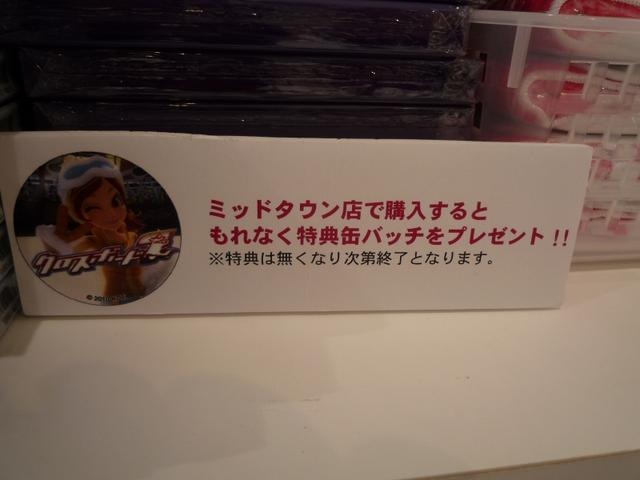 ミッドタウン店で購入すると
もれなく特典缶バッチをプレゼント!!
※特典は無くなり次第終了となります。